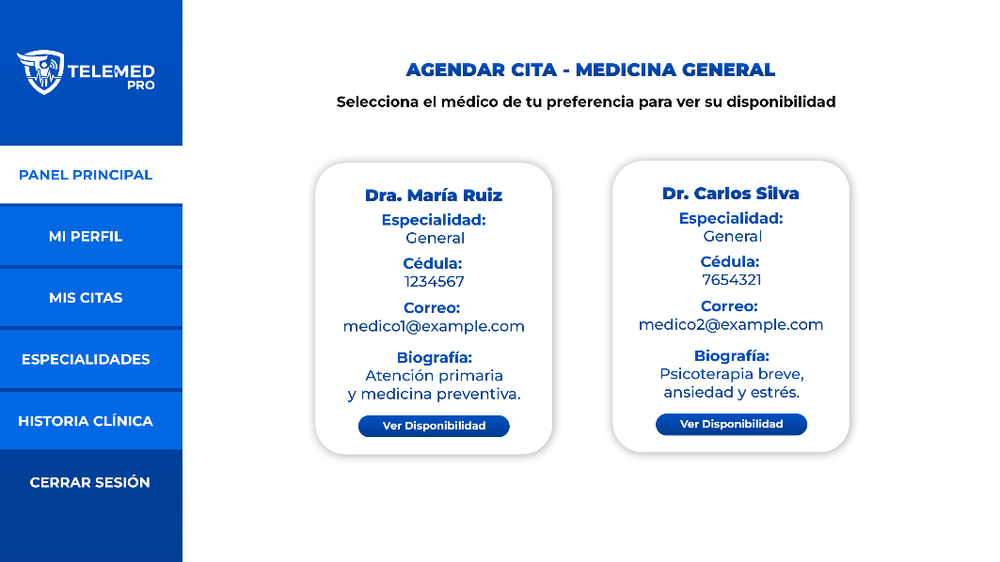 TELEMED
PRO
PANEL PRINCIPAL
MI PERFIL
MIS CITAS
ESPECIALIDADES
HISTORIA CLÍNICA
CERRAR SESIÓN
AGENDAR CITA - MEDICINA GENERAL
Selecciona el médico de tu preferencia para ver su disponibilidad
Dra. María Ruiz
Especialidad:
General
Cédula:
1234567
Correo:
medico1@example.com
Biografía:
Atención primaria
y medicina preventiva.
Ver Disponibilidad
Dr. Carlos Silva
Especialidad:
General
Cédula:
7654321
Correo:
medico2@example.com
Biografía:
Psicoterapia breve,
ansiedad y estrés.
Ver Disponibilidad